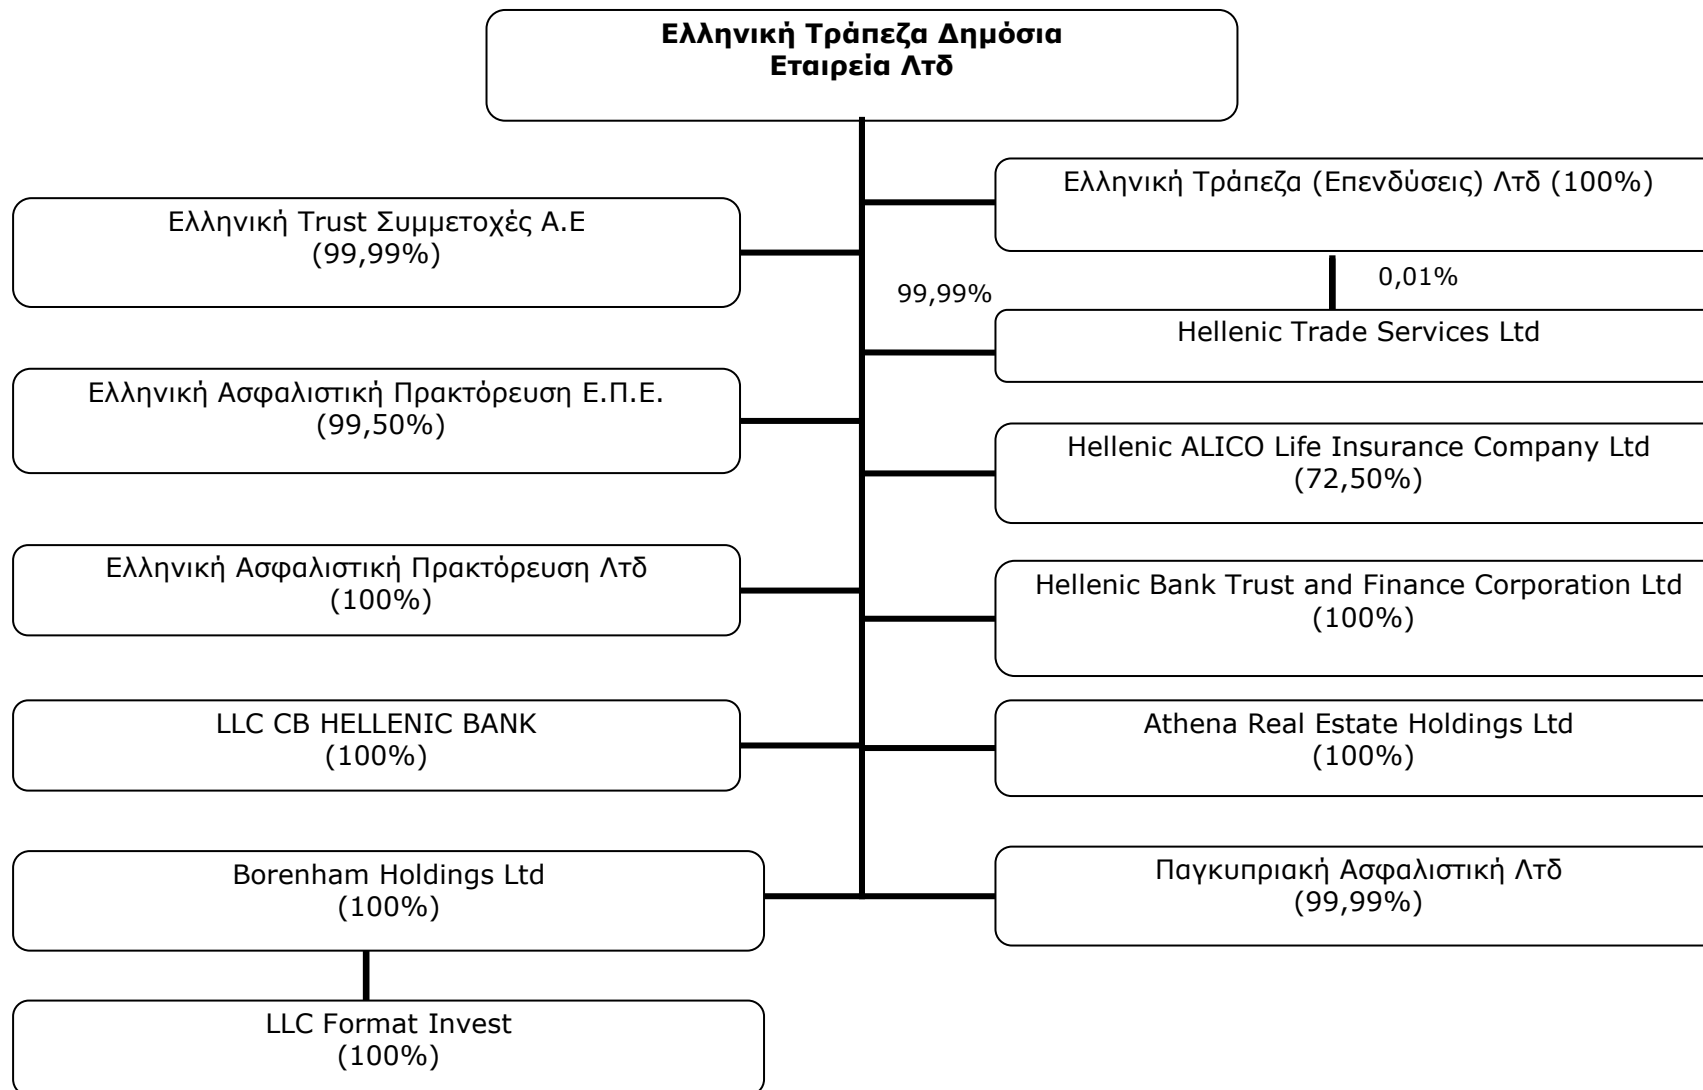 Ελληνική Τράπεζα Δημόσια
Εταιρεία Λτδ
Ελληνική Τράπεζα (Επενδύσεις) Λτδ (100%)
Ελληνική Trust Συμμετοχές Α.Ε
(99,99%)
0,01%
99,99%
Hellenic Trade Services Ltd
Ελληνική Ασφαλιστική Πρακτόρευση Ε.Π.Ε.
(99,50%)
Hellenic ALICO Life Insurance Company Ltd
(72,50%)
Ελληνική Ασφαλιστική Πρακτόρευση Λτδ
(100%)
Hellenic Bank Trust and Finance Corporation Ltd
(100%)
LLC CB HELLENIC BANK
(100%)
Athena Real Estate Holdings Ltd
(100%)
Borenham Holdings Ltd
(100%)
Παγκυπριακή Ασφαλιστική Λτδ
(99,99%)
LLC Format Invest
(100%)